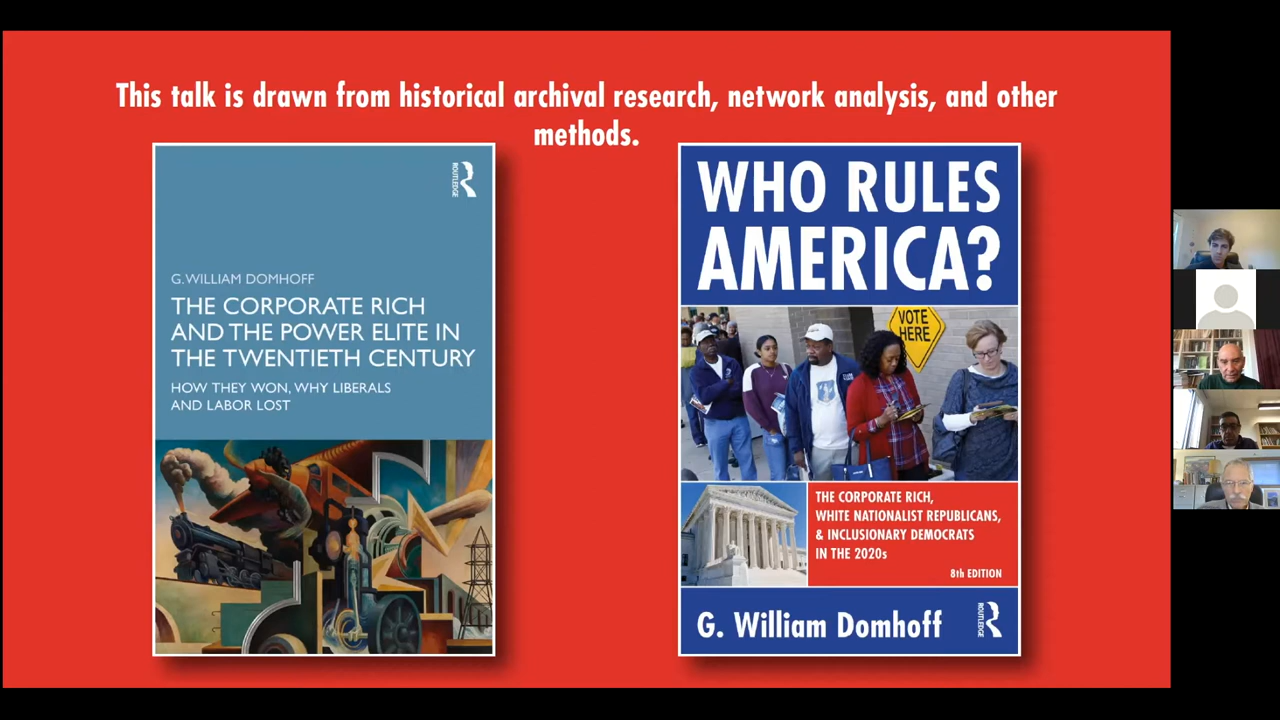 This talk is drawn from historical archival research, network analysis, and other
methods.
ROUTLEDGE
G. WILLIAM DOMHOFF
THE CORPORATE RICH
AND THE POWER ELITE IN
THE TWENTIETH CENTURY
HOW THEY WON, WHY LIBERALS
AND LABOR LOST
WHO RULES
AMERICA?
VOTE
HERE
THE CORPORATE RICH,
WHITE NATIONALIST REPUBLICANS,
& INCLUSIONARY DEMOCRATS
IN THE 2020s
8th EDITION
G. William Domhoff
ROUTLEDGE